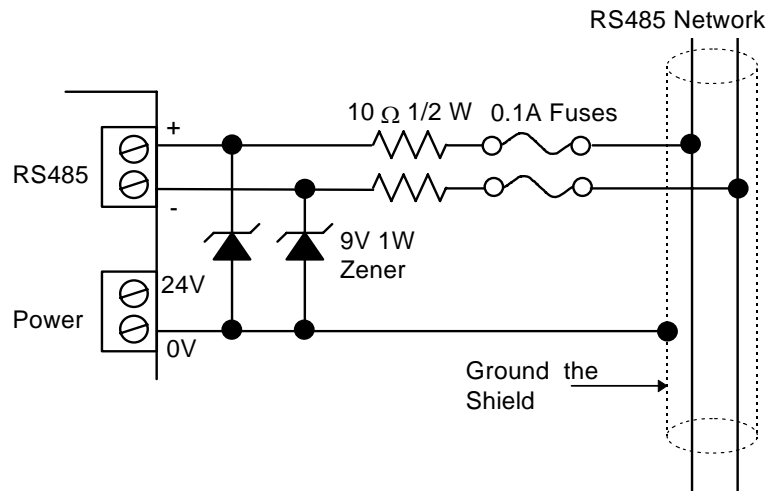 RS485 Network
10 Ω 1/2 W 0.1A Fuses
+
RS485
-
9V 1W
Zener
24V
Power
0V
Ground the
Shield